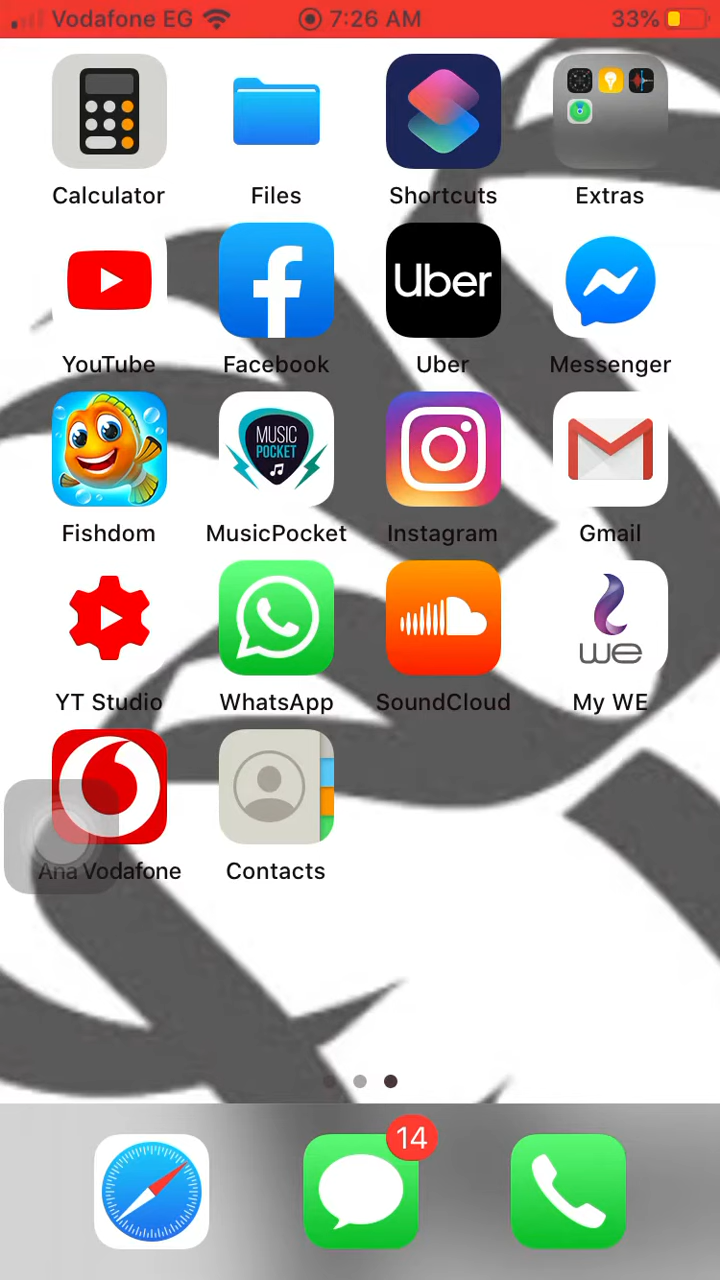 Vodafone EG 7:26 AM 33%
Calculator Files Shortcuts Extras
Uber
YouTube Facebook Uber Messenger
MUSIC
POCKET
Fishdom MusicPocket Instagram Gmail
we
YT Studio WhatsApp SoundCloud My WE
Ana Vodafone Contacts
14